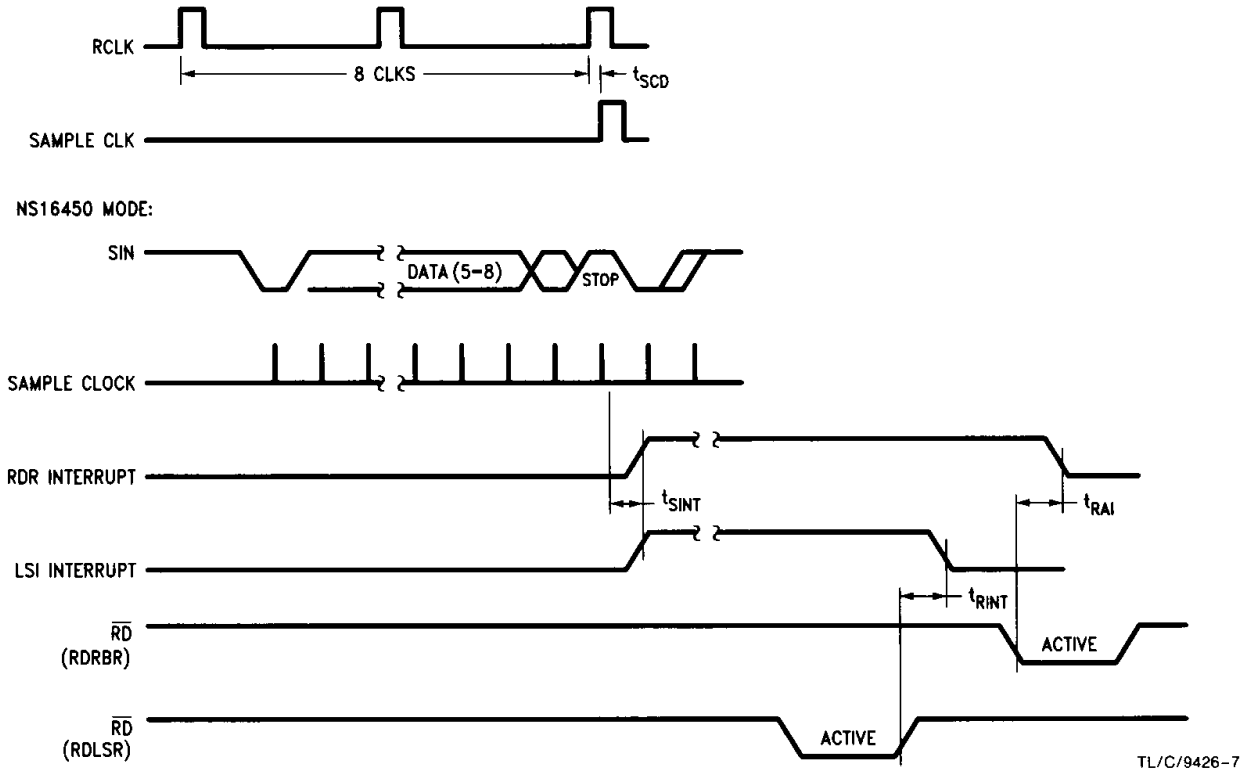 RCLK
8 CLKS
tSCD
SAMPLE CLK
NS16450 MODE:
SIN
DATA (5–8)
STOP
SAMPLE CLOCK
RDR INTERRUPT
tSINT
tRAI
LSI INTERRUPT
tRINT
RD
(RDRBR)
ACTIVE
RD
(RDLSR)
ACTIVE
TL/C/9426–7